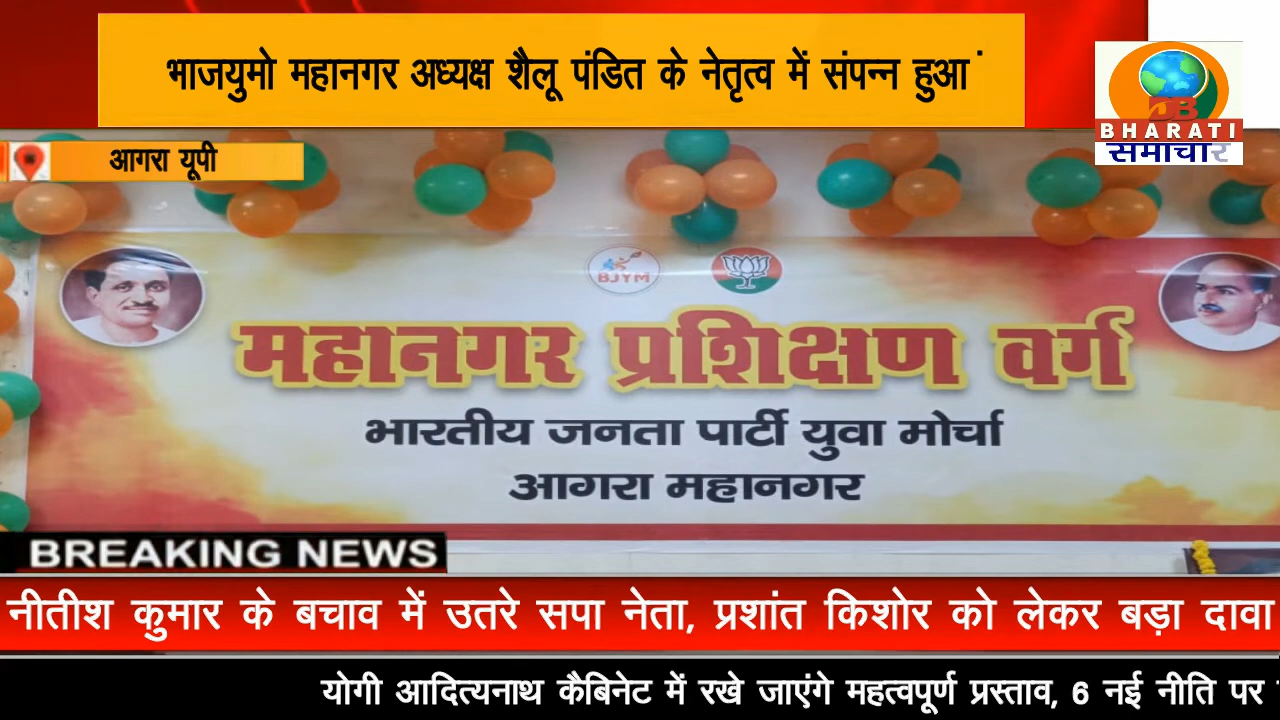 भाजयुमो महानगर अध्यक्ष शैलू पंडित के नेतृत्व में संपन्न हुआ
BHARATI
समाचार
आगरा यूपी
BJYM
महानगर प्रशिक्षण वर्ग
भारतीय जनता पार्टी युवा मोर्चा
आगरा महानगर
BREAKING NEWS
नीतीश कुमार के बचाव में उतरे सपा नेता, प्रशांत किशोर को लेकर बड़ा दावा
योगी आदित्यनाथ कैबिनेट में रखे जाएंगे महत्वपूर्ण प्रस्ताव, 6 नई नीति पर